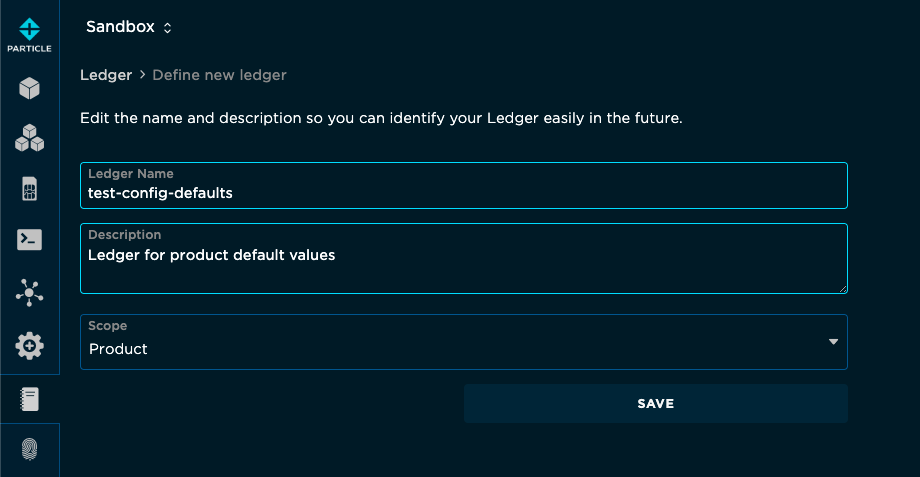 Sandbox
PARTICLE
Ledger > Define new ledger
Edit the name and description so you can identify your Ledger easily in the future.
Ledger Name
test-config-defaults
Description
Ledger for product default values
Scope
Product
SAVE